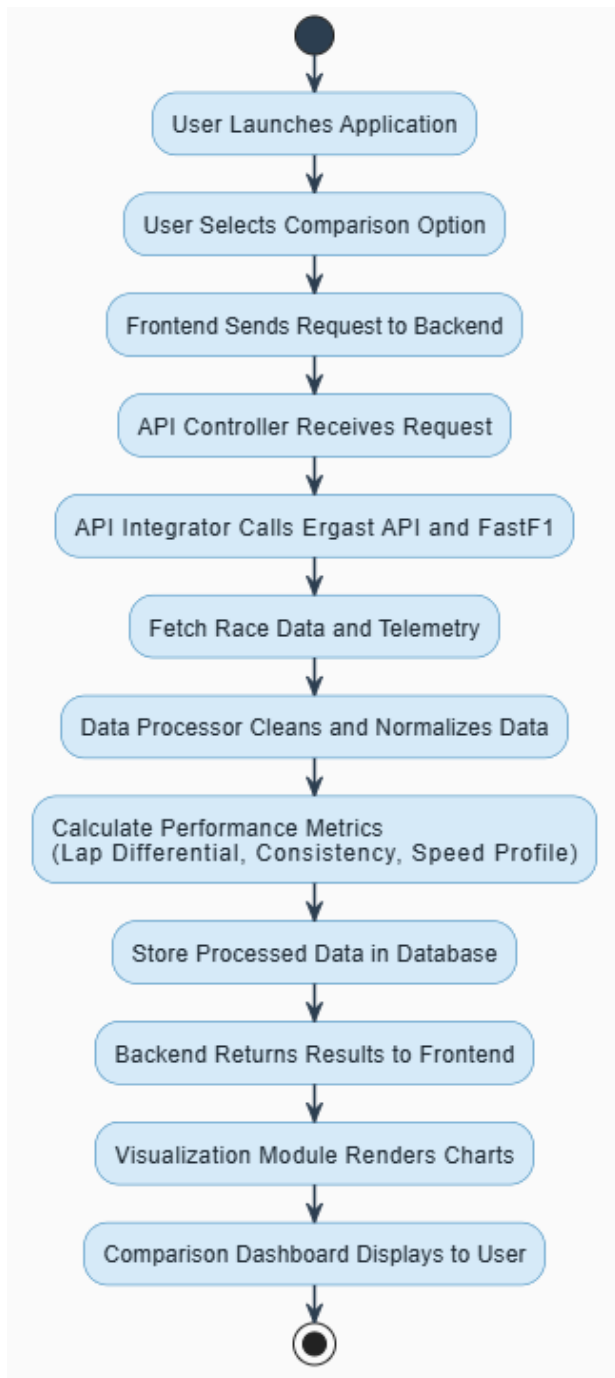 User Launches Application
User Selects Comparison Option
Frontend Sends Request to Backend
API Controller Receives Request
API Integrator Calls Ergast API and FastF1
Fetch Race Data and Telemetry
Data Processor Cleans and Normalizes Data
Calculate Performance Metrics
(Lap Differential, Consistency, Speed Profile)
Store Processed Data in Database
Backend Returns Results to Frontend
Visualization Module Renders Charts
Comparison Dashboard Displays to User